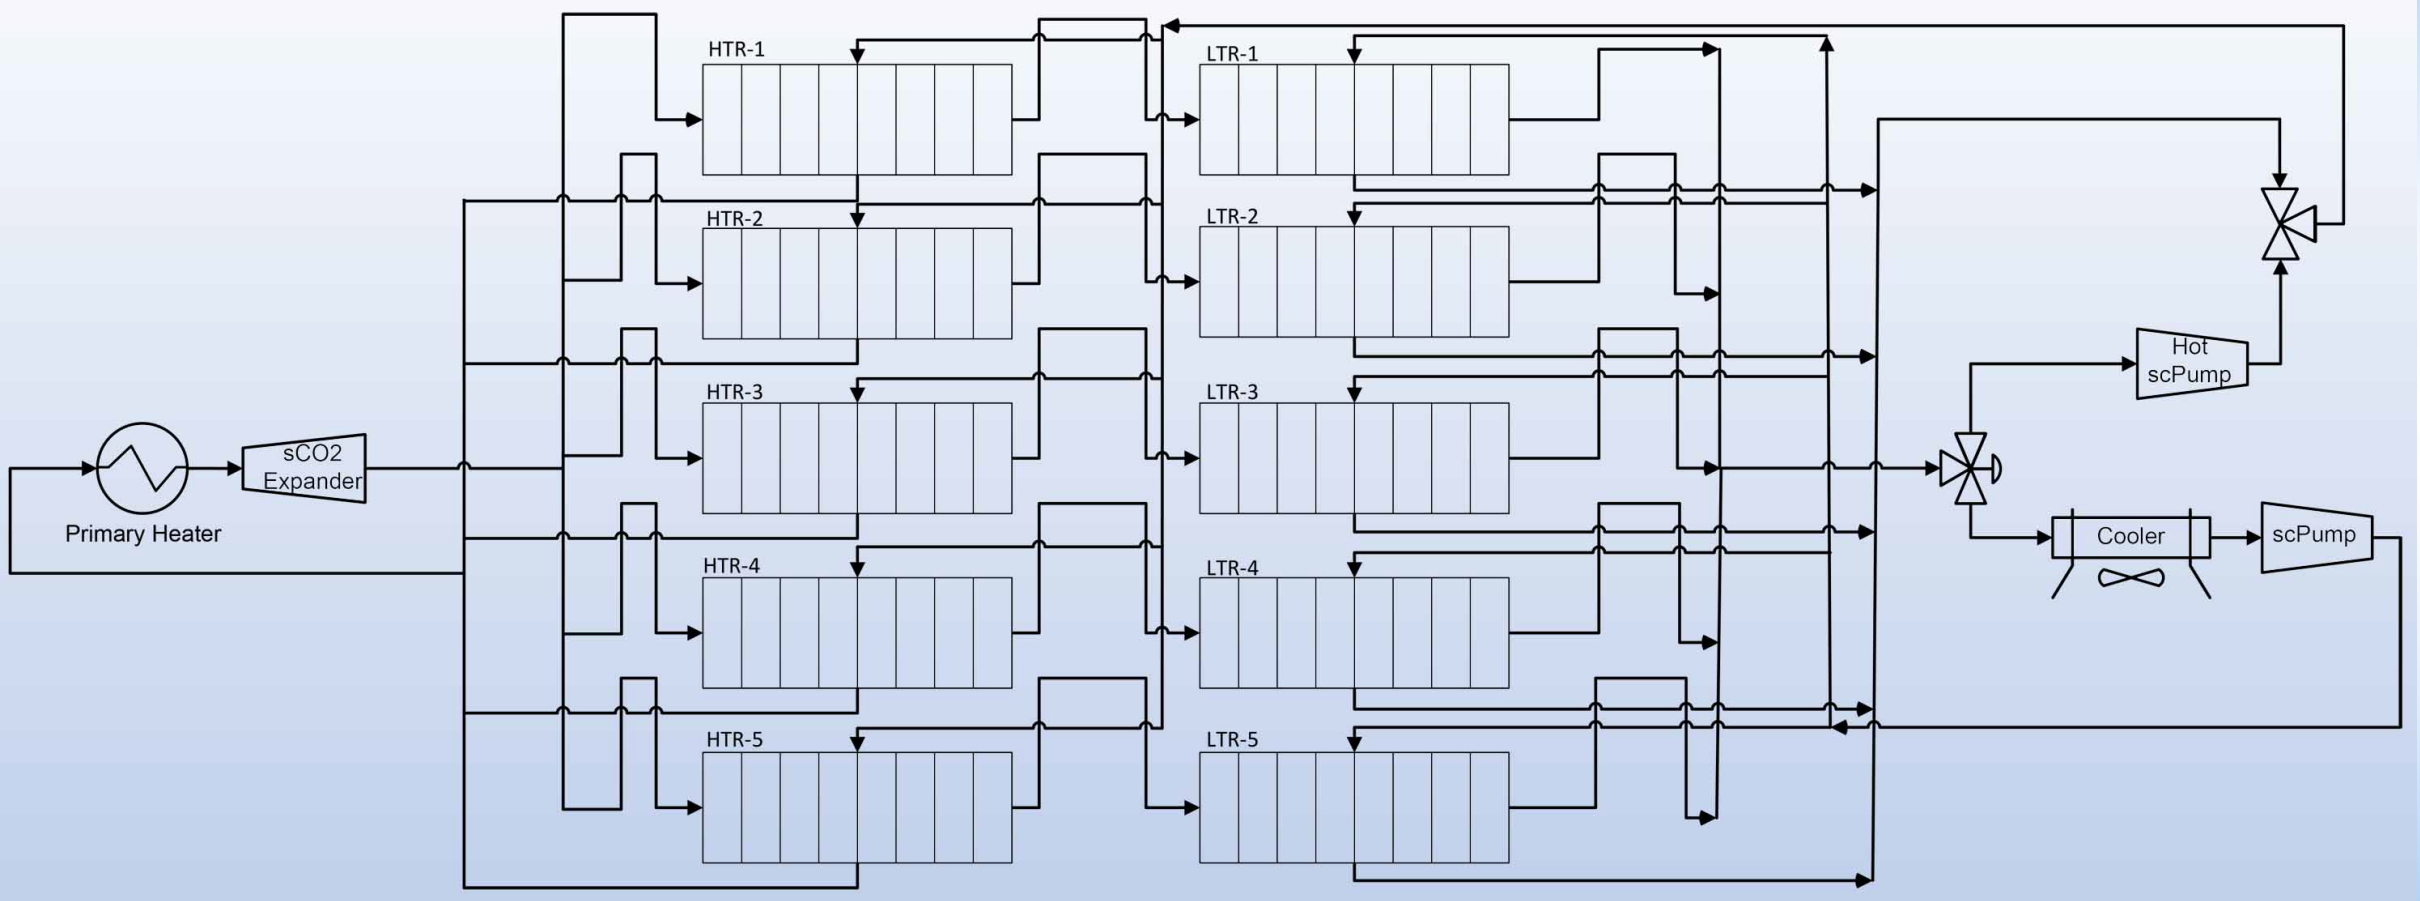 HTR-1
LTR-1
HTR-2
LTR-2
HTR-3
LTR-3
HTR-4
LTR-4
HTR-5
LTR-5
sCO2
Expander
Primary Heater
Hot
scPump
Cooler
scPump